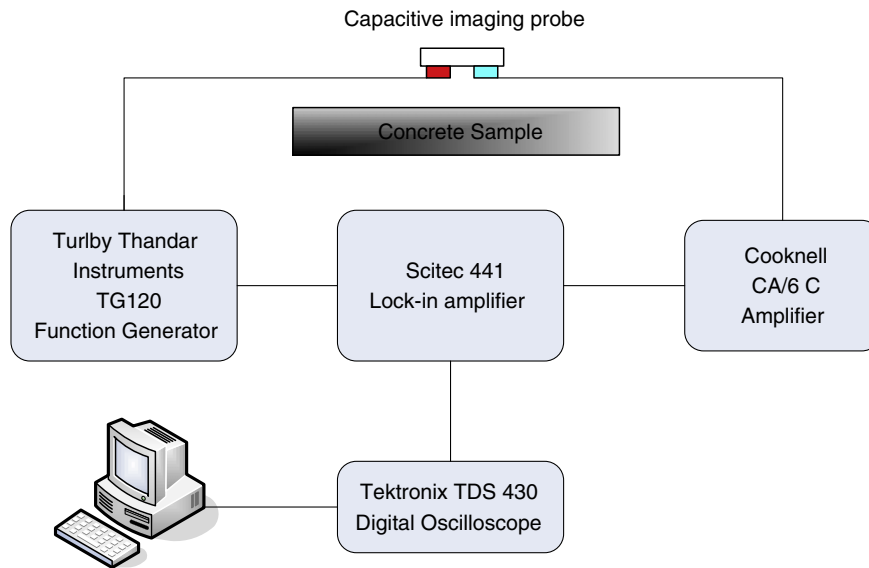 Capacitive imaging probe
Concrete Sample
Turlby Thandar
Instruments
TG120
Function Generator
Scitec 441
Lock-in amplifier
Cooknell
CA/6 C
Amplifier
Tektronix TDS 430
Digital Oscilloscope